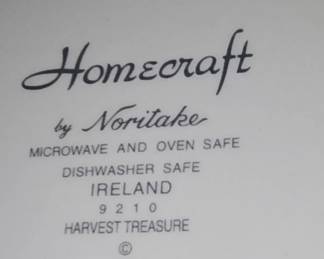 Homecraft
by Noritake
MICROWAVE AND OVEN SAFE
DISHWASHER SAFE
IRELAND
9210
HARVEST TREASURE
©